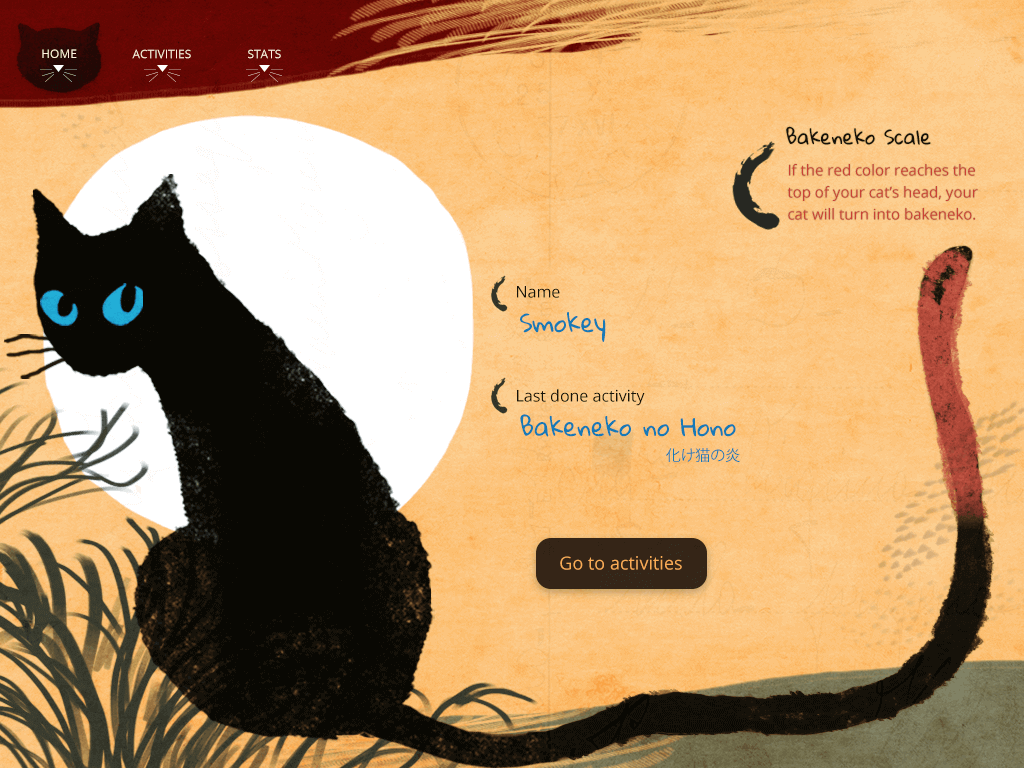 HOME
ACTIVITIES
STATS
Bakeneko Scale
If the red color reaches the
top of your cat’s head, your
cat will turn into bakeneko.
Name
Smokey
Last done activity
Bakeneko no Hono
化け猫の炎
Go to activities